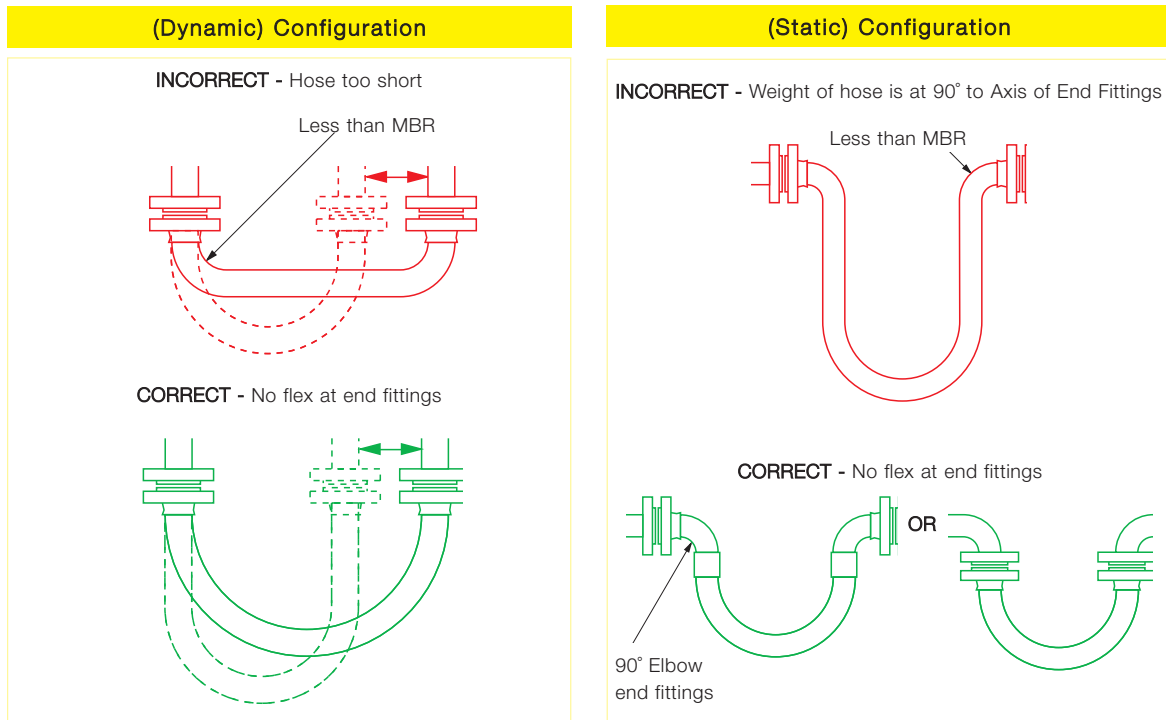 (Dynamic) Configuration
INCORRECT - Hose too short
Less than MBR
CORRECT - No flex at end fittings
(Static) Configuration
INCORRECT - Weight of hose is at 90° to Axis of End Fittings
Less than MBR
CORRECT - No flex at end fittings
OR
90° Elbow
end fittings